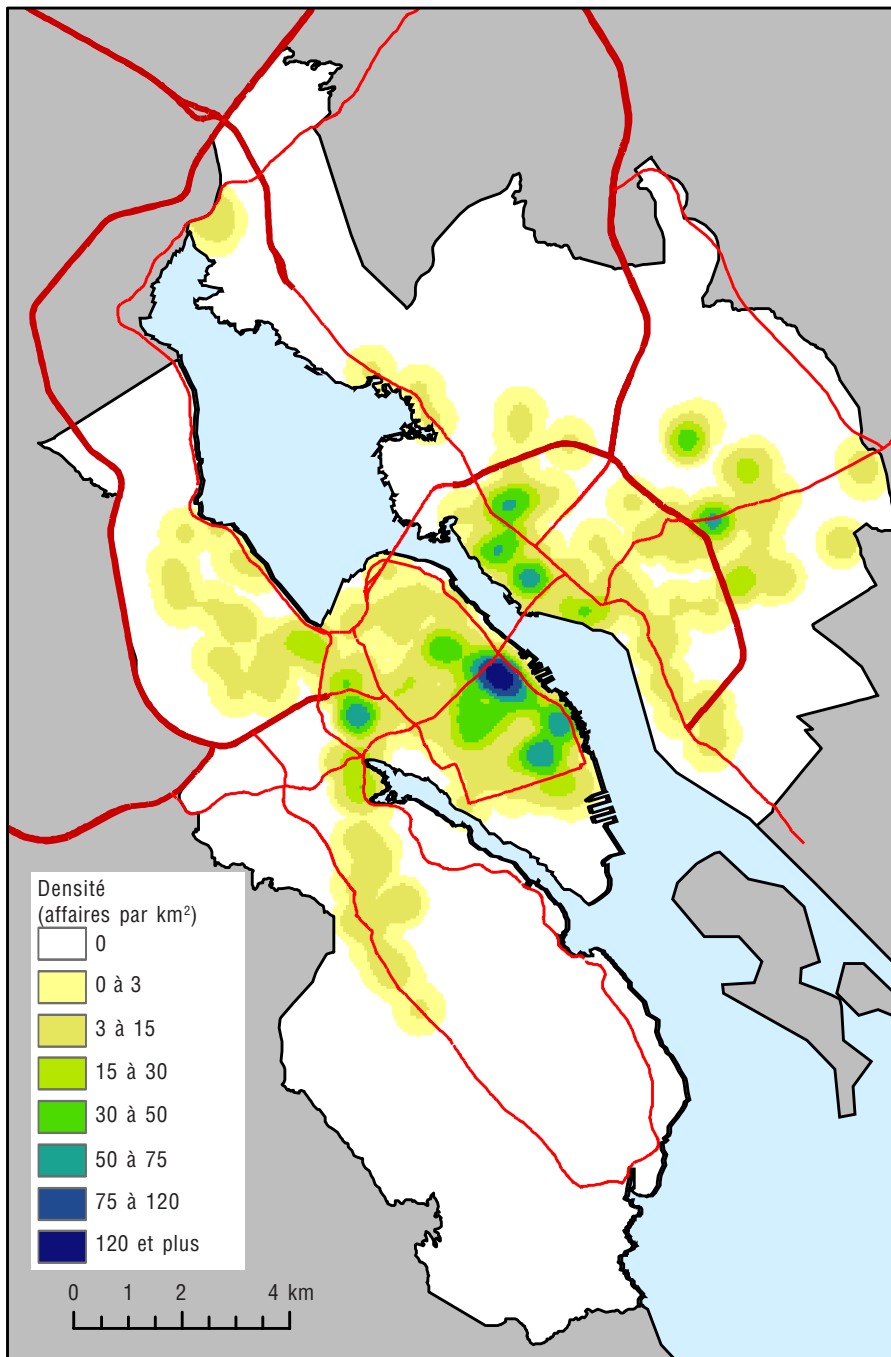 Densité
(affaires par km²)
0
0 à 3
3 à 15
15 à 30
30 à 50
50 à 75
75 à 120
120 et plus
0 1 2 4 km